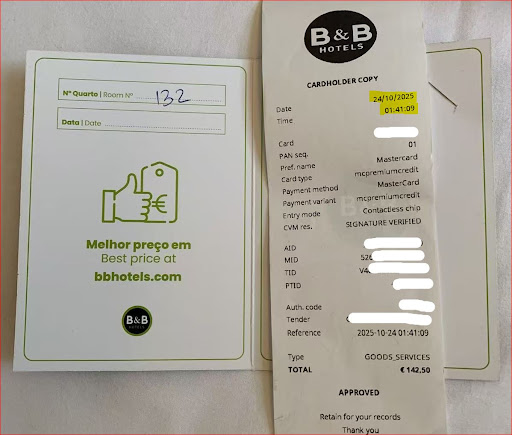 Nº Quarto | Room Nº 132
Data | Date
€
Melhor preço em
Best price at
bbhotels.com
B&B
HOTELS
B&B
HOTELS
CARDHOLDER COPY
Date 24/10/2025
Time 01:41:09
Card
PAN seq. 01
Pref. name Mastercard
Card type mcpremiumcredit
Payment method MasterCard
Payment variant mcpremiumcredit
Entry mode Contactless chip
CVM res. SIGNATURE VERIFIED
AID
MID 526
TID V4
PTID
Auth. code
Tender
Reference 2025-10-24 01:41:09
Type GOODS_SERVICES
TOTAL € 142,50
APPROVED
Retain for your records
Thank you